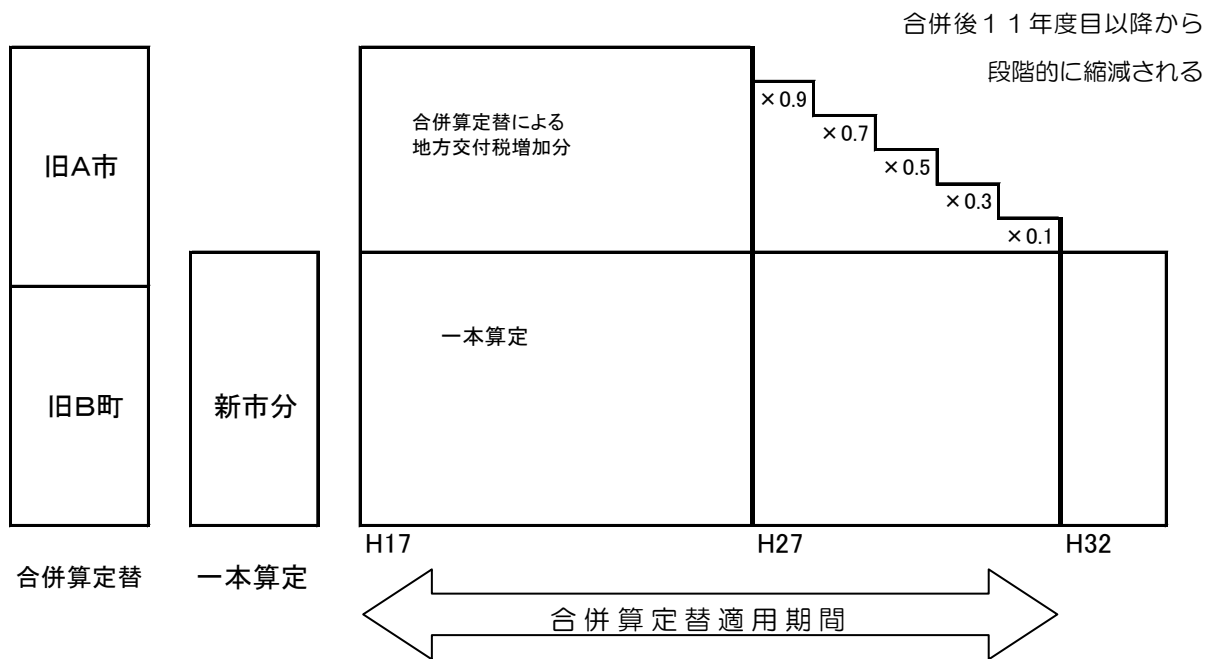 合併後１１年度目以降から
段階的に縮減される
旧Ａ市
旧Ｂ町
合併算定替
新市分
一本算定
合併算定替による
地方交付税増加分
×0.9
×0.7
×0.5
×0.3
×0.1
一本算定
H17
H27
H32
合併算定替適用期間